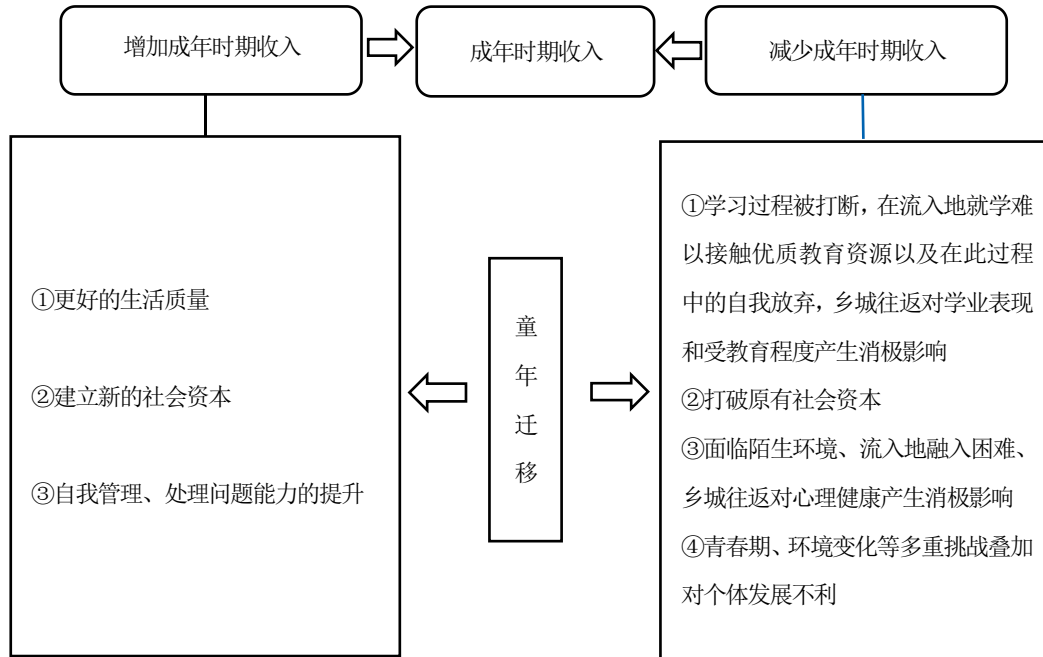 增加成年时期收入
成年时期收入
减少成年时期收入
①更好的生活质量
②建立新的社会资本
③自我管理、处理问题能力的提升
童
年
迁
移
①学习过程被打断，在流入地就学难
以接触优质教育资源以及在此过程
中的自我放弃，乡城往返对学业表现
和受教育程度产生消极影响
②打破原有社会资本
③面临陌生环境、流入地融入困难、
乡城往返对心理健康产生消极影响
④青春期、环境变化等多重挑战叠加
对个体发展不利